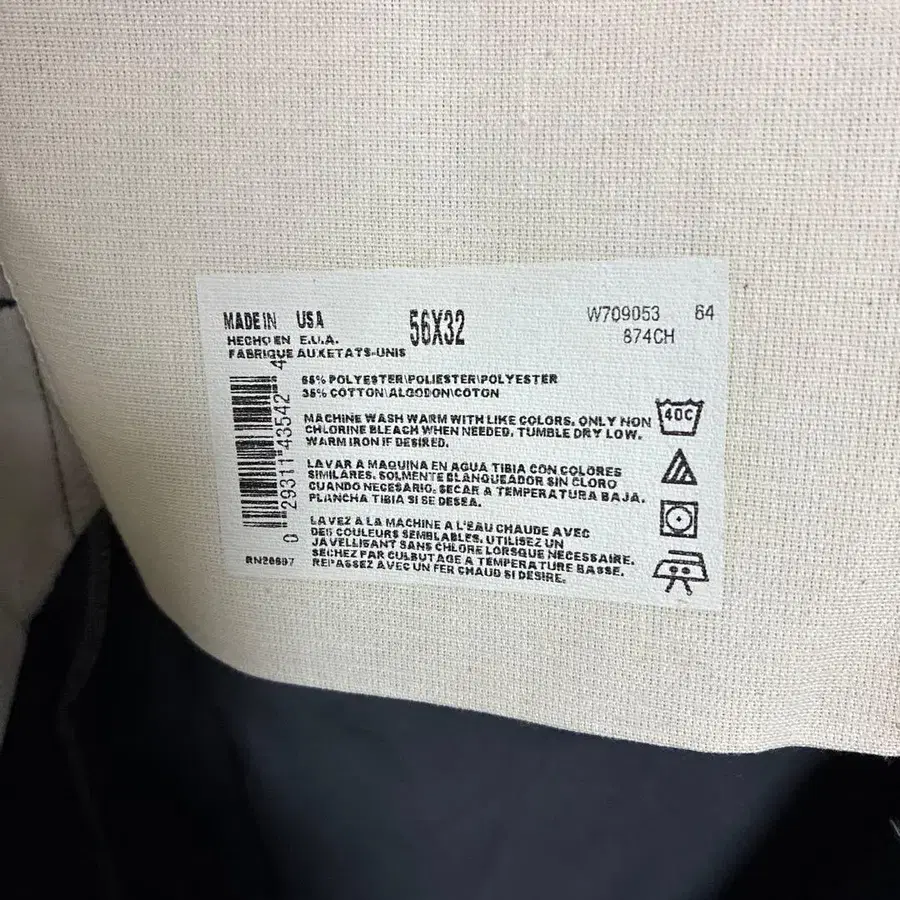 MADE IN USA 56X32 W709053 64
HECHO EN E.U.A. 874CH
FABRIQUE AUX ETATS-UNIS
65% POLYESTER\POLIESTER\POLYESTER
35% COTTON\ALGODON\COTON
MACHINE WASH WARM WITH LIKE COLORS. ONLY NON
CHLORINE BLEACH WHEN NEEDED. TUMBLE DRY LOW.
WARM IRON IF DESIRED.
40C
LAVAR A MAQUINA EN AGUA TIBIA CON COLORES
SIMILARES. SOLMENTE BLANQUEADOR SIN CLORO
CUANDO NECESARIO. SECAR A TEMPERATURA BAJA.
PLANCHA TIBIA SI SE DESEA.
LAVEZ À LA MACHINE A L'EAU CHAUDE AVEC
DES COULEURS SEMBLABLES. UTILISEZ UN
JAVELLISANT SANS CHLORE LORSQUE NECESSAIRE.
SECHEZ PAR CULBUTAGE A TEMPERATURE BASSE.
REPASSEZ AVEC UN FER CHAUD SI DESIRE.
0 29311 43542 4
RN20697